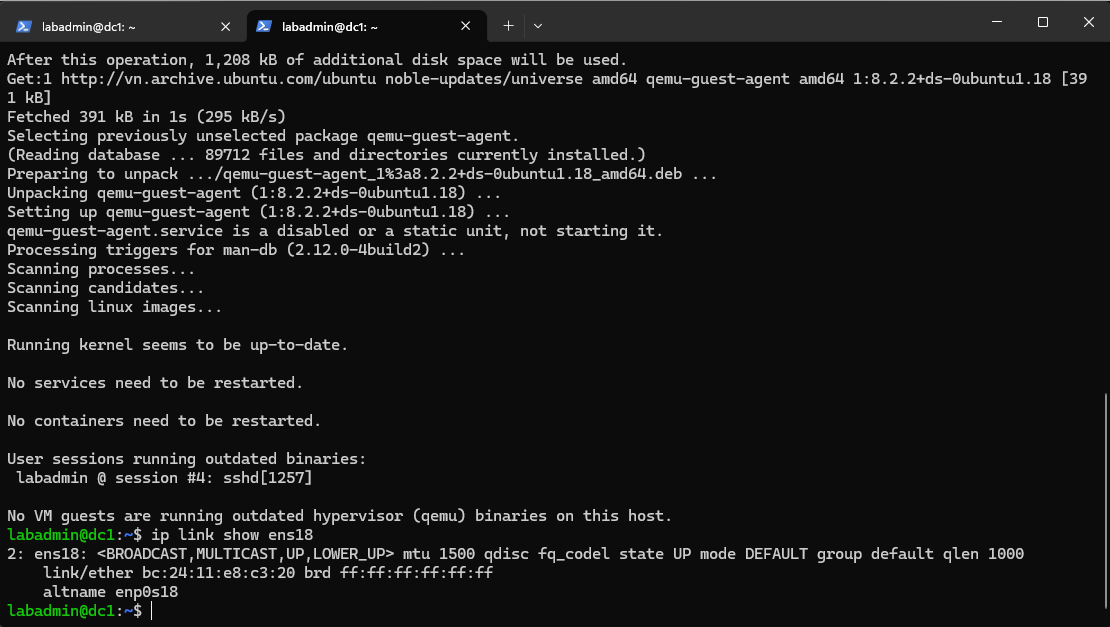 labadmin@dc1: ~
labadmin@dc1: ~
After this operation, 1,208 kB of additional disk space will be used.
Get:1 http://vn.archive.ubuntu.com/ubuntu noble-updates/universe amd64 qemu-guest-agent amd64 1:8.2.2+ds-0ubuntu1.18 [39
1 kB]
Fetched 391 kB in 1s (295 kB/s)
Selecting previously unselected package qemu-guest-agent.
(Reading database ... 89712 files and directories currently installed.)
Preparing to unpack .../qemu-guest-agent_1%3a8.2.2+ds-0ubuntu1.18_amd64.deb ...
Unpacking qemu-guest-agent (1:8.2.2+ds-0ubuntu1.18) ...
Setting up qemu-guest-agent (1:8.2.2+ds-0ubuntu1.18) ...
qemu-guest-agent.service is a disabled or a static unit, not starting it.
Processing triggers for man-db (2.12.0-4build2) ...
Scanning processes...
Scanning candidates...
Scanning linux images...
Running kernel seems to be up-to-date.
No services need to be restarted.
No containers need to be restarted.
User sessions running outdated binaries:
 labadmin @ session #4: sshd[1257]
No VM guests are running outdated hypervisor (qemu) binaries on this host.
labadmin@dc1:~$ ip link show ens18
2: ens18: <BROADCAST,MULTICAST,UP,LOWER_UP> mtu 1500 qdisc fq_codel state UP mode DEFAULT group default qlen 1000
    link/ether bc:24:11:e8:c3:20 brd ff:ff:ff:ff:ff:ff
    altname enp0s18
labadmin@dc1:~$